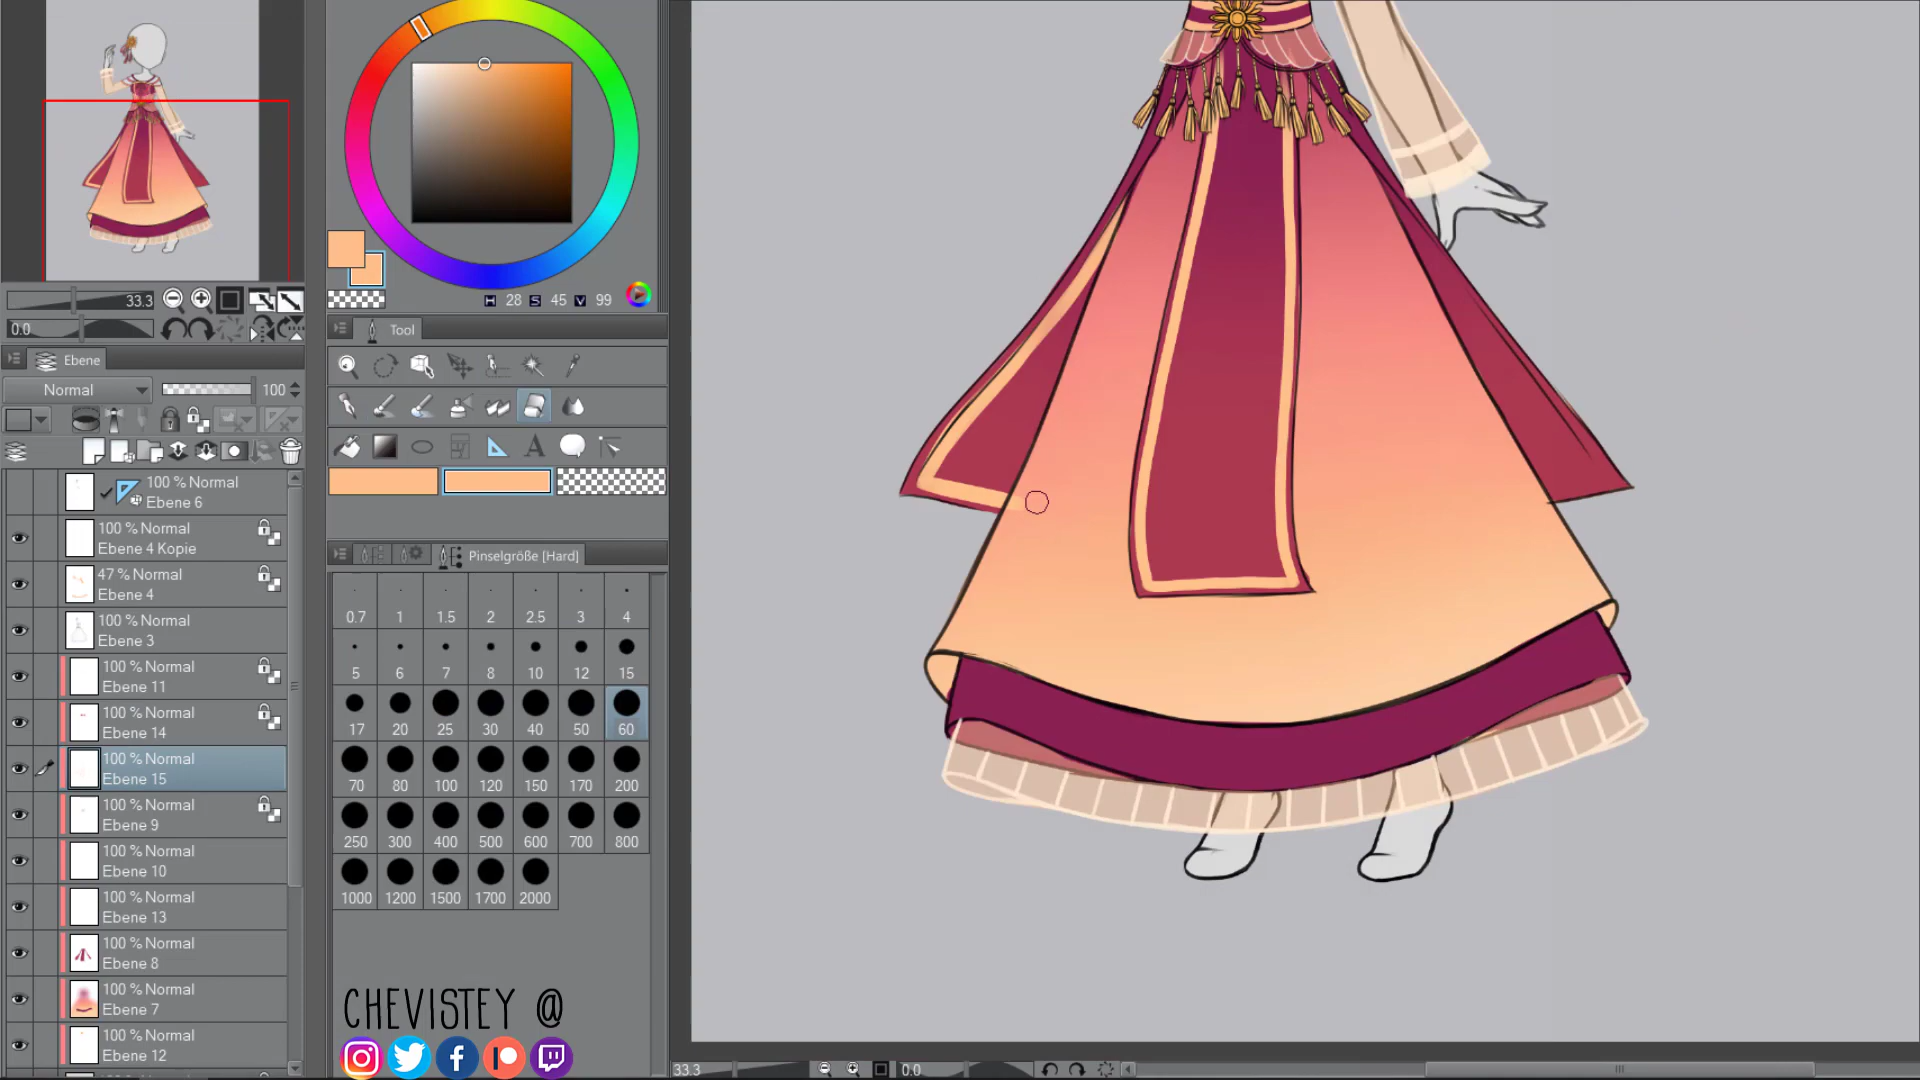 33.3
0.0
Ebene
Normal
100
100 % Normal
Ebene 6
100 % Normal
Ebene 4 Kopie
47 % Normal
Ebene 4
100 % Normal
Ebene 3
100 % Normal
Ebene 11
100 % Normal
Ebene 14
100 % Normal
Ebene 15
100 % Normal
Ebene 9
100 % Normal
Ebene 10
100 % Normal
Ebene 13
100 % Normal
Ebene 8
100 % Normal
Ebene 7
100 % Normal
Ebene 12
H 28 S 45 V 99
Tool
A
Pinselgröße [Hard]
0.7 1 1.5 2 2.5 3 4
5 6 7 8 10 12 15
17 20 25 30 40 50 60
70 80 100 120 150 170 200
250 300 400 500 600 700 800
1000 1200 1500 1700 2000
CHEVISTEY @
33.3
0.0